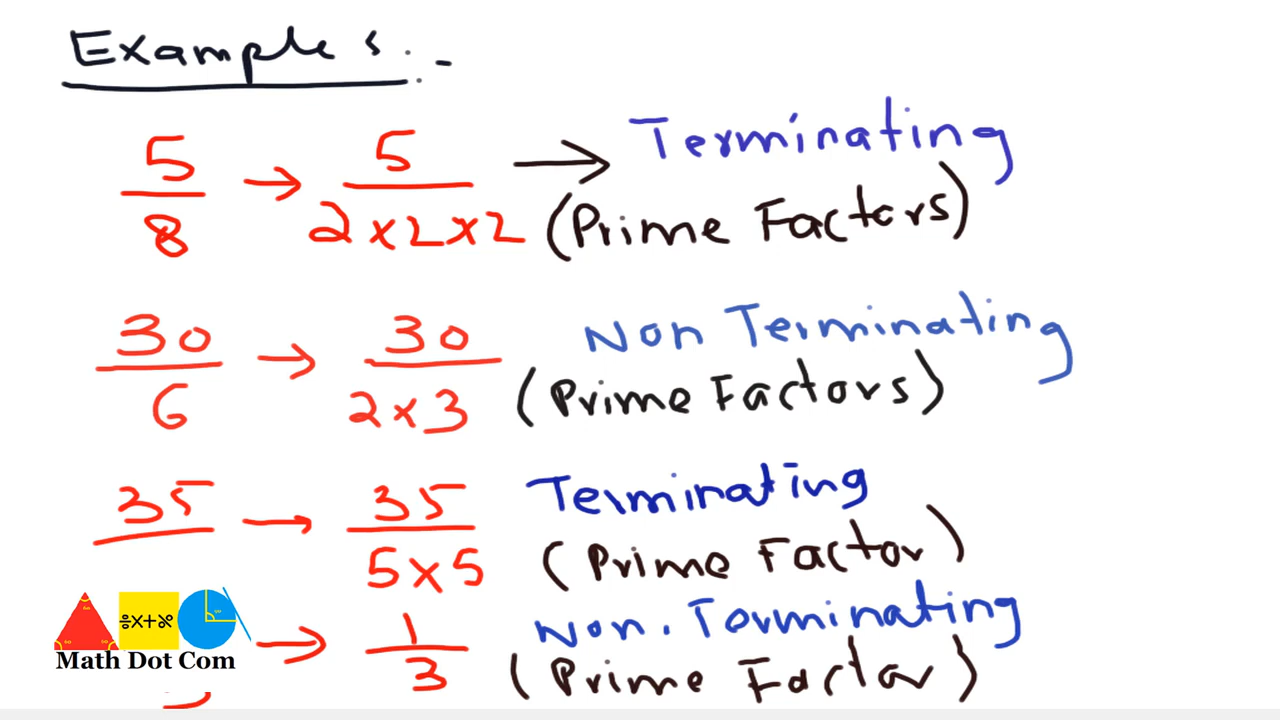 Examples:-
5/8 → 5/2×2×2 → Terminating
(Prime Factors)
30/6 → 30/2×3 Non Terminating
(Prime Factors)
35 → 35/5×5 Terminating
(Prime Factor)
→ 1/3 Non. Terminating
(Prime Factor)
÷×+%
Math Dot Com